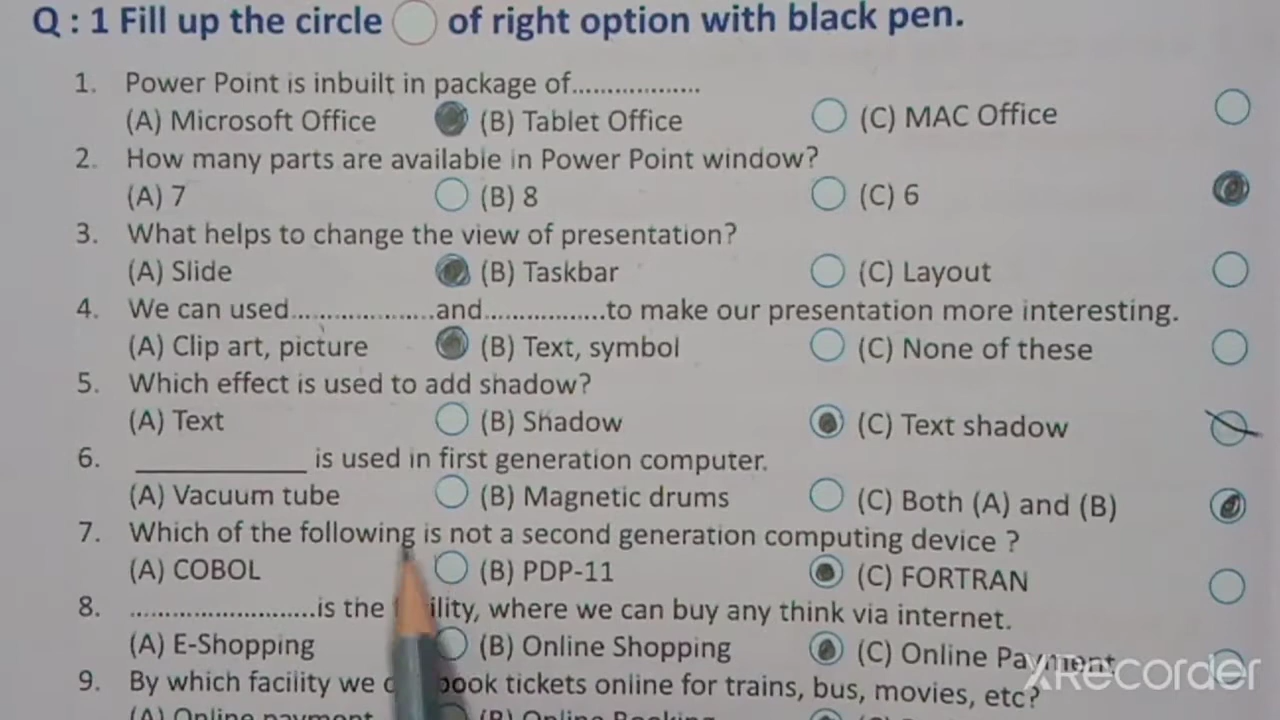 Q : 1 Fill up the circle of right option with black pen.
1. Power Point is inbuilt in package of..................
(A) Microsoft Office (B) Tablet Office (C) MAC Office
2. How many parts are available in Power Point window?
(A) 7 (B) 8 (C) 6
3. What helps to change the view of presentation?
(A) Slide (B) Taskbar (C) Layout
4. We can used....................and.................to make our presentation more interesting.
(A) Clip art, picture (B) Text, symbol (C) None of these
5. Which effect is used to add shadow?
(A) Text (B) Shadow (C) Text shadow
6. ____________ is used in first generation computer.
(A) Vacuum tube (B) Magnetic drums (C) Both (A) and (B)
7. Which of the following is not a second generation computing device ?
(A) COBOL (B) PDP-11 (C) FORTRAN
8. ..........................is the ility, where we can buy any think via internet.
(A) E-Shopping (B) Online Shopping (C) Online Payment
XRecorder
9. By which facility we book tickets online for trains, bus, movies, etc?
(A) Online payment (B) Online Booking